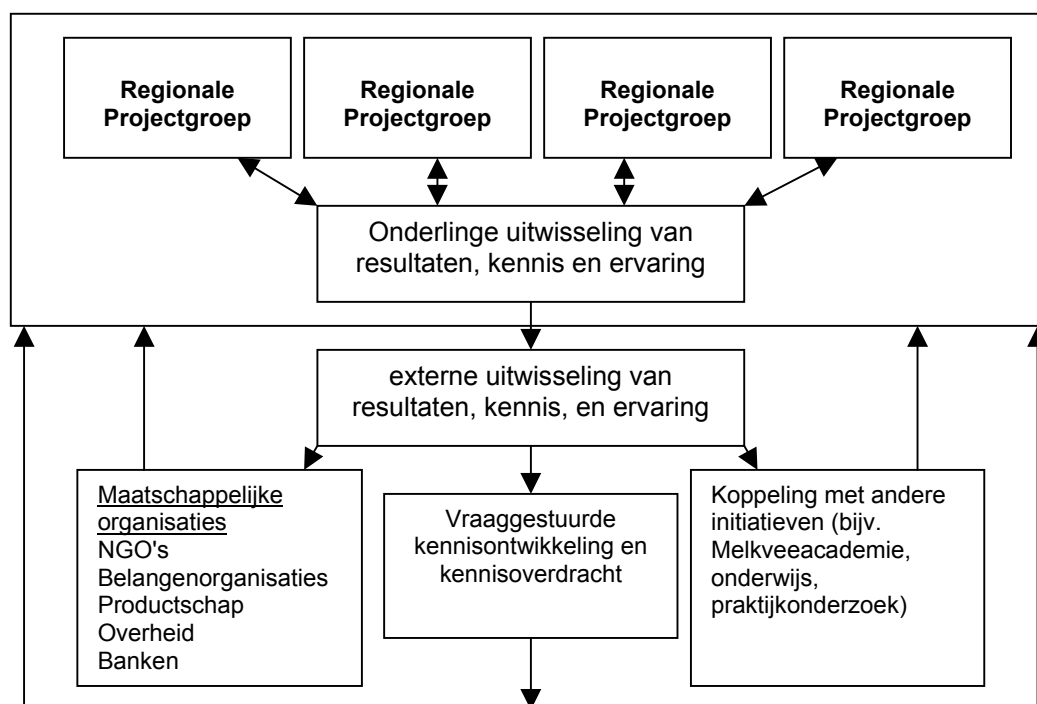 Regionale
Projectgroep
Regionale
Projectgroep
Regionale
Projectgroep
Regionale
Projectgroep
Onderlinge uitwisseling van
resultaten, kennis en ervaring
externe uitwisseling van
resultaten, kennis, en ervaring
Maatschappelijke
organisaties
NGO's
Belangenorganisaties
Productschap
Overheid
Banken
Vraaggestuurde
kennisontwikkeling en
kennisoverdracht
Koppeling met andere
initiatieven (bijv.
Melkveeacademie,
onderwijs,
praktijkonderzoek)